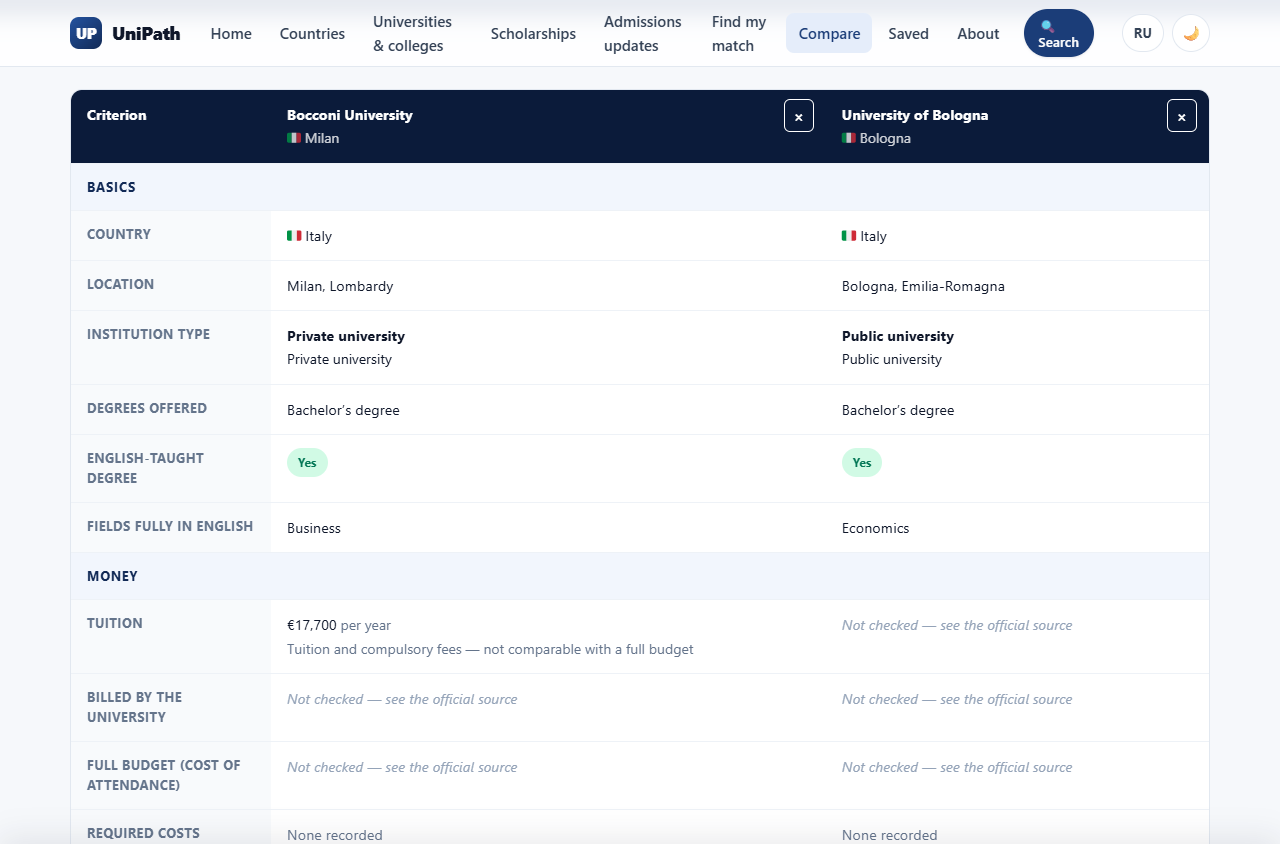 UP UniPath
Home
Countries
Universities
& colleges
Scholarships
Admissions
updates
Find my
match
Compare
Saved
About
Search
RU
Criterion
Bocconi University
Milan
×
University of Bologna
Bologna
×
BASICS
COUNTRY
Italy
Italy
LOCATION
Milan, Lombardy
Bologna, Emilia-Romagna
INSTITUTION TYPE
Private university
Private university
Public university
Public university
DEGREES OFFERED
Bachelor's degree
Bachelor's degree
ENGLISH-TAUGHT
DEGREE
Yes
Yes
FIELDS FULLY IN ENGLISH
Business
Economics
MONEY
TUITION
€17,700 per year
Tuition and compulsory fees — not comparable with a full budget
Not checked — see the official source
BILLED BY THE
UNIVERSITY
Not checked — see the official source
Not checked — see the official source
FULL BUDGET (COST OF
ATTENDANCE)
Not checked — see the official source
Not checked — see the official source
REQUIRED COSTS
None recorded
None recorded